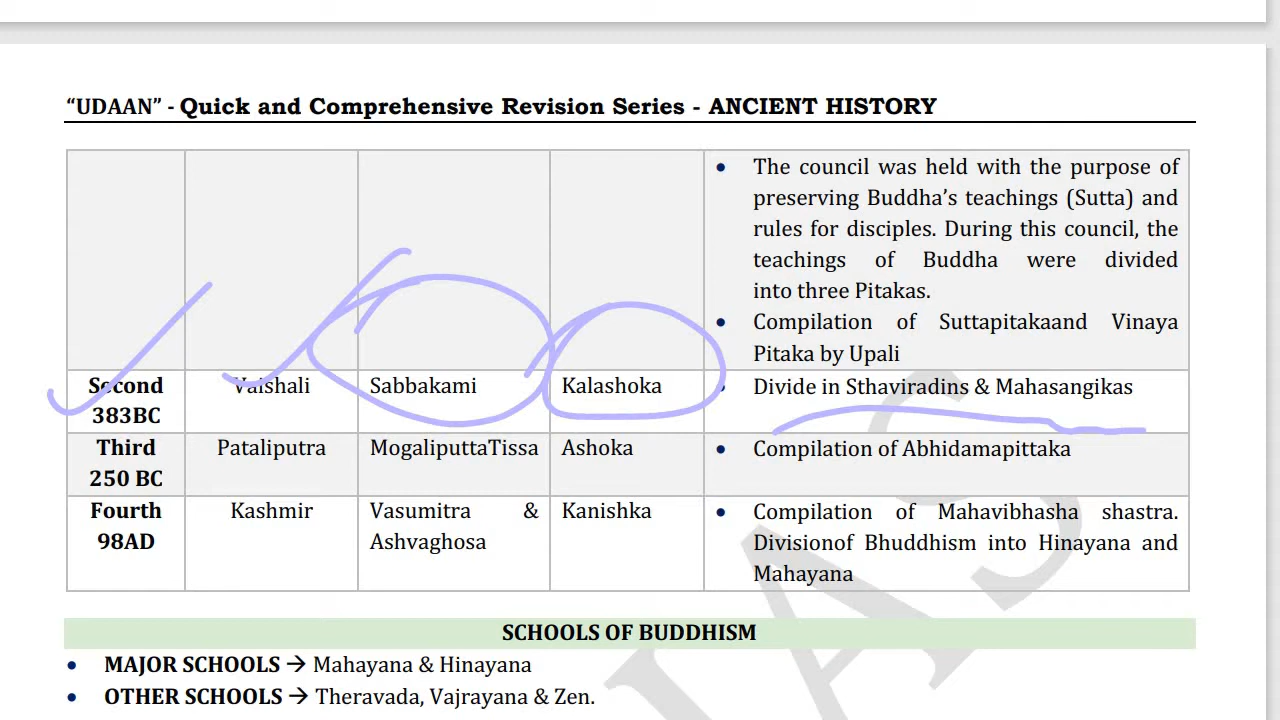 “UDAAN” - Quick and Comprehensive Revision Series - ANCIENT HISTORY
• The council was held with the purpose of
preserving Buddha’s teachings (Sutta) and
rules for disciples. During this council, the
teachings of Buddha were divided
into three Pitakas.
• Compilation of Suttapitakaand Vinaya
Pitaka by Upali
Second Vaishali Sabbakami Kalashoka • Divide in Sthaviradins & Mahasangikas
383BC
Third Pataliputra MogaliputtaTissa Ashoka • Compilation of Abhidamapittaka
250 BC
Fourth Kashmir Vasumitra & Kanishka • Compilation of Mahavibhasha shastra.
98AD Ashvaghosa Divisionof Bhuddhism into Hinayana and
Mahayana
SCHOOLS OF BUDDHISM
• MAJOR SCHOOLS → Mahayana & Hinayana
• OTHER SCHOOLS → Theravada, Vajrayana & Zen.